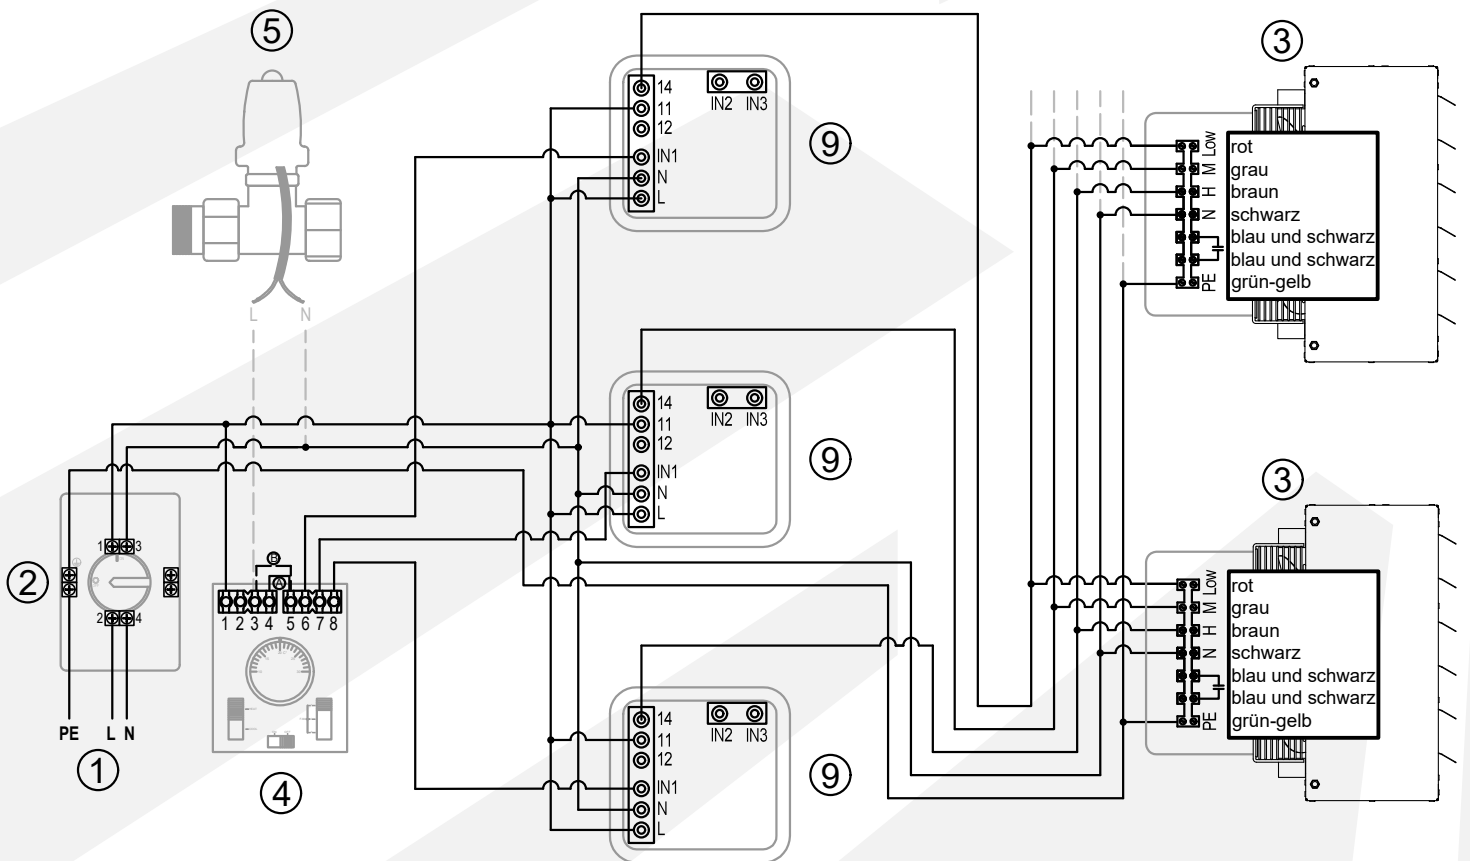 5
14
11
12
IN1
N
L
IN2 IN3
9
3
Low
M
H
N
PE
rot
grau
braun
schwarz
blau und schwarz
blau und schwarz
grün-gelb
L N
14
11
12
IN1
N
L
IN2 IN3
9
2
1 3
2 4
PE L N
1
B
A
1 2 3 4 5 6 7 8
4
3
Low
M
H
N
PE
rot
grau
braun
schwarz
blau und schwarz
blau und schwarz
grün-gelb
14
11
12
IN1
N
L
IN2 IN3
9